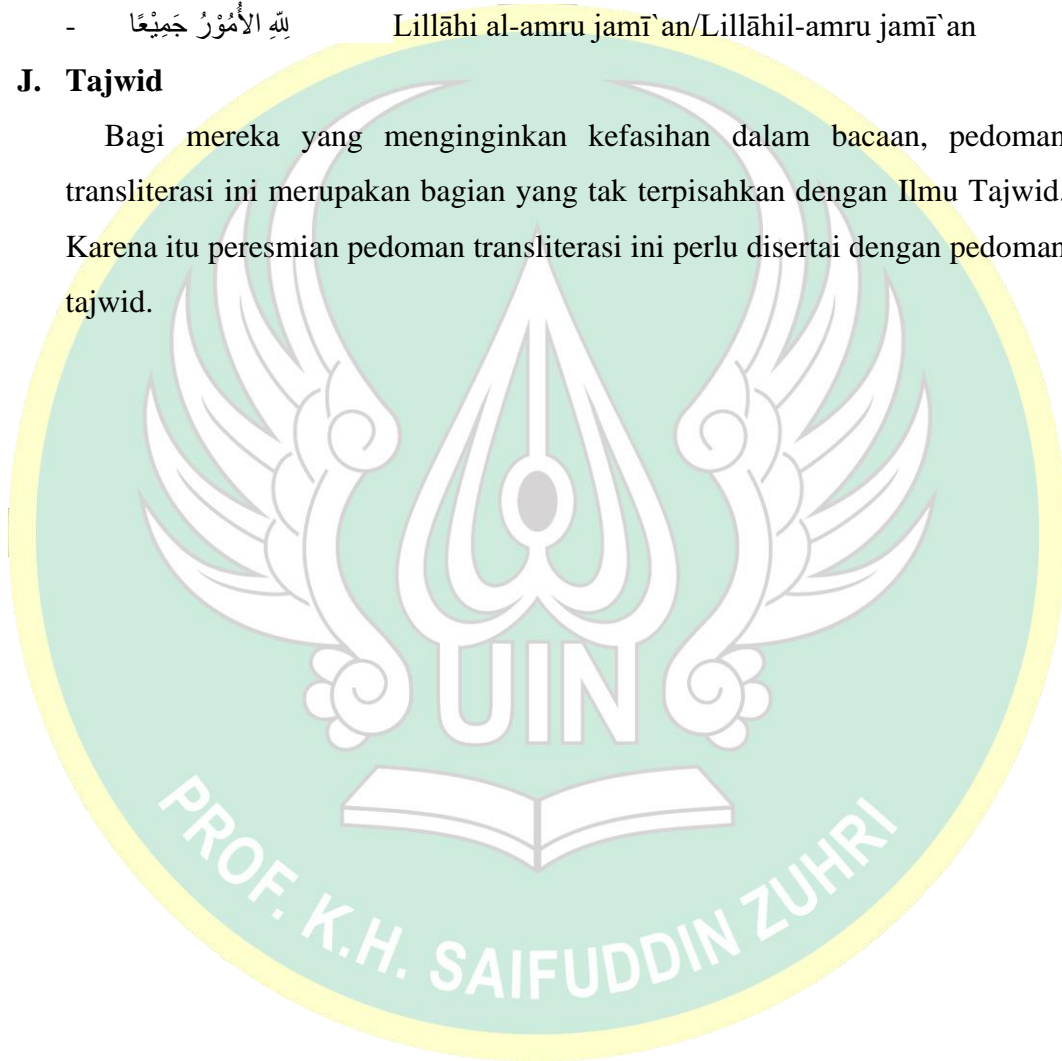 - لِلّهِ الأُمُوْرُ جَمِيْعًا Lillāhi al-amru jamī`an/Lillāhil-amru jamī`an
J. Tajwid
Bagi mereka yang menginginkan kefasihan dalam bacaan, pedoman
transliterasi ini merupakan bagian yang tak terpisahkan dengan Ilmu Tajwid.
Karena itu peresmian pedoman transliterasi ini perlu disertai dengan pedoman
tajwid.
UIN
PROF. K.H. SAIFUDDIN ZUHRI